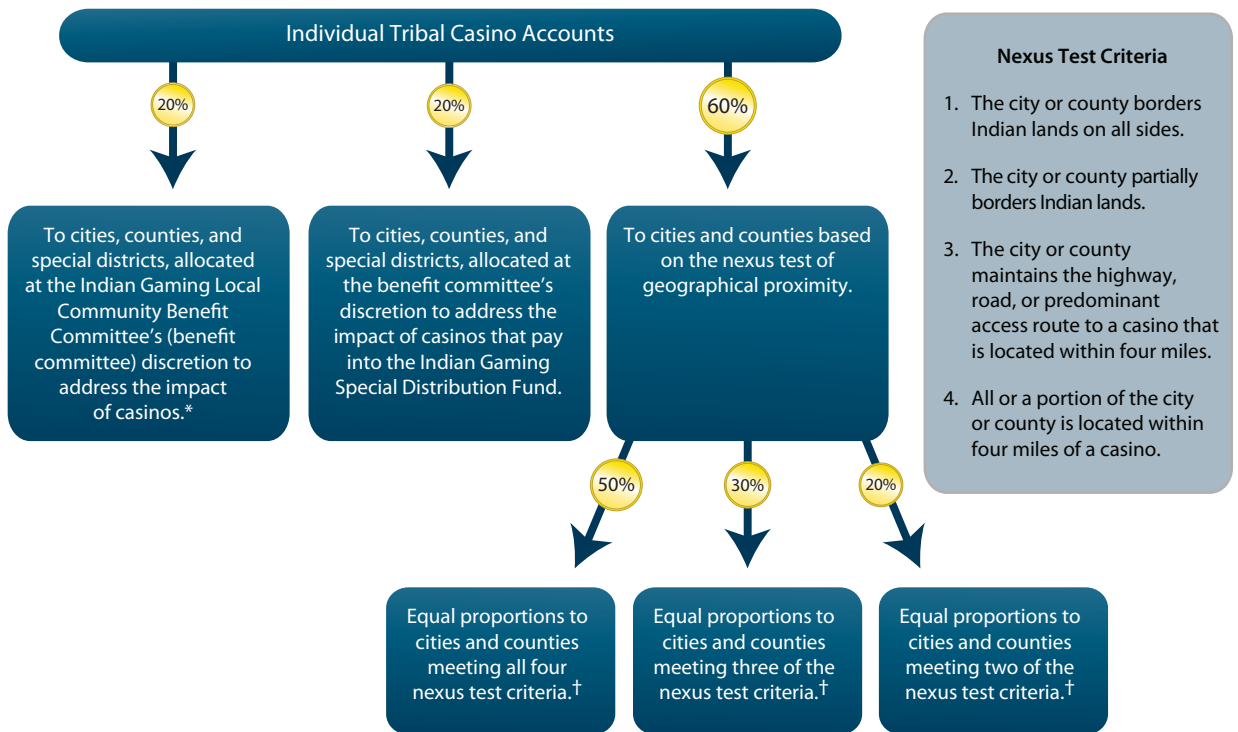 Individual Tribal Casino Accounts
20%
20%
60%
To cities, counties, and
special districts, allocated
at the Indian Gaming Local
Community Benefit
Committee's (benefit
committee) discretion to
address the impact
of casinos.*
To cities, counties, and
special districts, allocated at
the benefit committee's
discretion to address the
impact of casinos that pay
into the Indian Gaming
Special Distribution Fund.
To cities and counties based
on the nexus test of
geographical proximity.
50%
30%
20%
Equal proportions to
cities and counties
meeting all four
nexus test criteria.†
Equal proportions to
cities and counties
meeting three of the
nexus test criteria.†
Equal proportions to
cities and counties
meeting two of the
nexus test criteria.†
Nexus Test Criteria
1. The city or county borders
Indian lands on all sides.
2. The city or county partially
borders Indian lands.
3. The city or county
maintains the highway,
road, or predominant
access route to a casino that
is located within four miles.
4. All or a portion of the city
or county is located within
four miles of a casino.